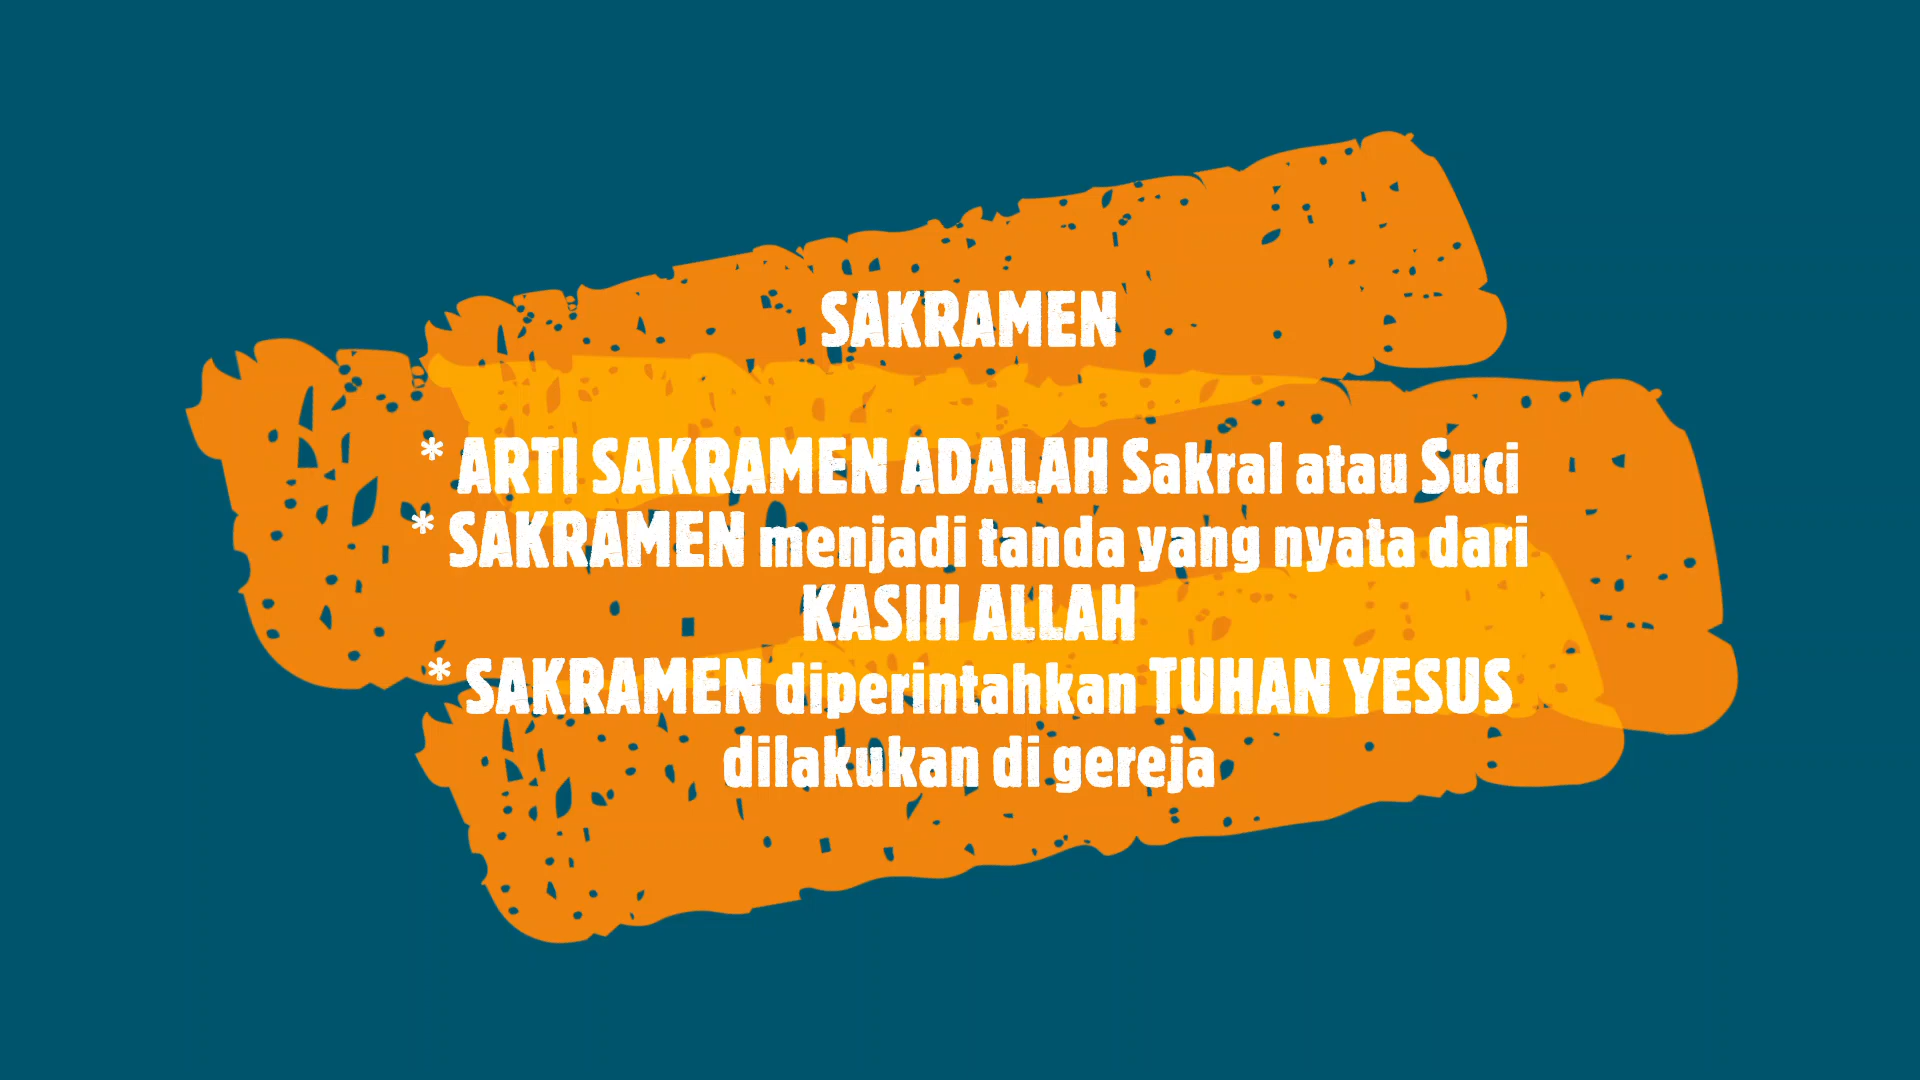 SAKRAMEN
* ARTI SAKRAMEN ADALAH Sakral atau Suci
* SAKRAMEN menjadi tanda yang nyata dari
KASIH ALLAH
* SAKRAMEN diperintahkan TUHAN YESUS
dilakukan di gereja